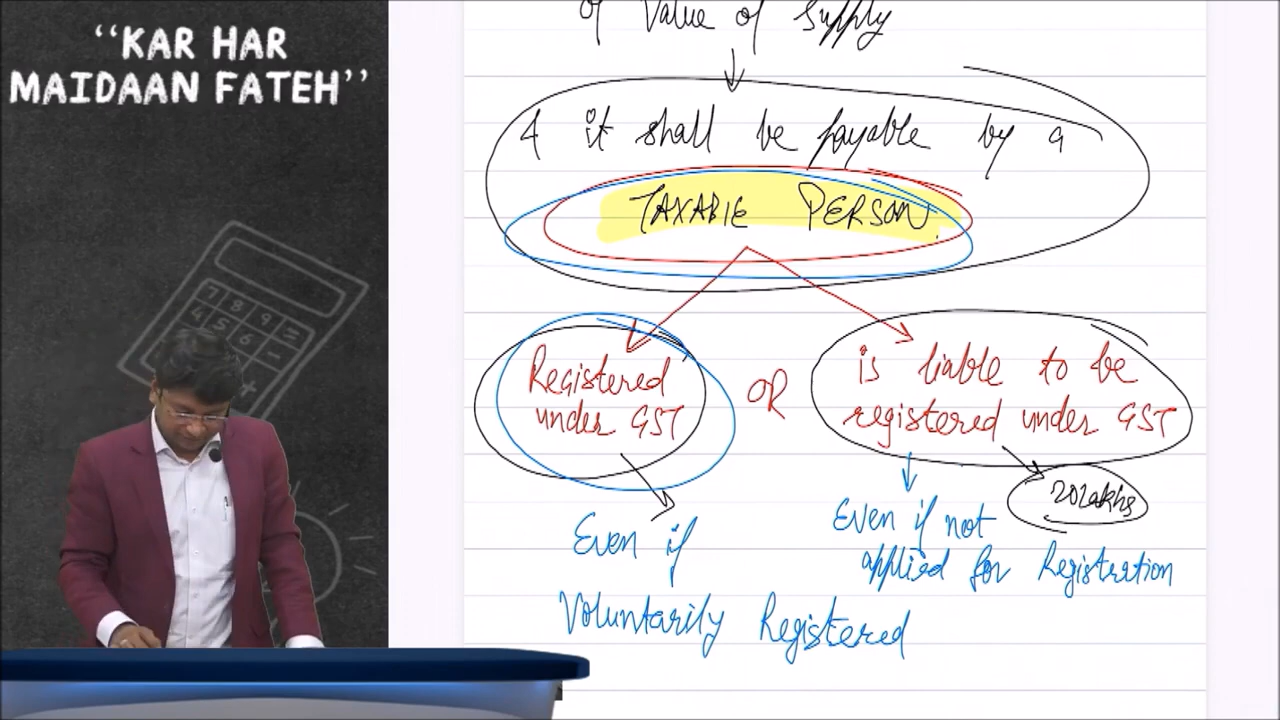 “KAR HAR
MAIDAAN FATEH”
of Value of Supply
& it shall be payable by a
TAXABLE PERSON.
Registered
under GST
OR
is liable to be
registered under GST
20 lakhs
Even if
Voluntarily Registered
Even if not
applied for Registration